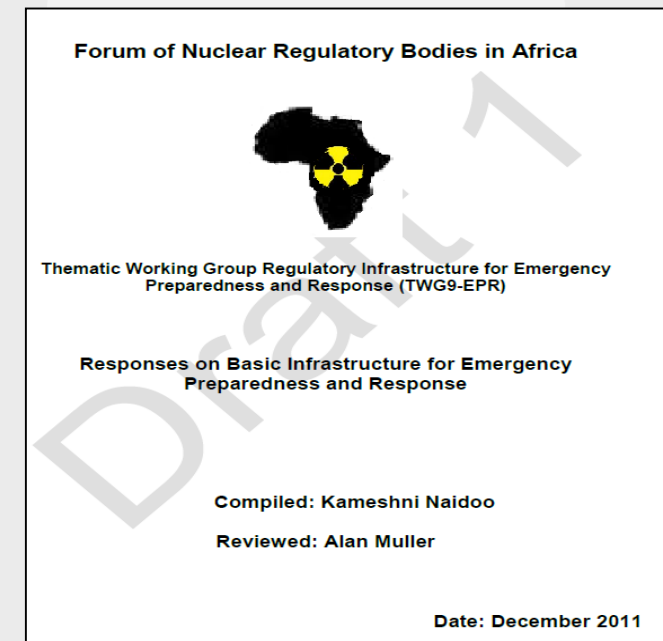 Forum of Nuclear Regulatory Bodies in Africa
Thematic Working Group Regulatory Infrastructure for Emergency
Preparedness and Response (TWG9-EPR)
Responses on Basic Infrastructure for Emergency
Preparedness and Response
Compiled: Kameshni Naidoo
Reviewed: Alan Muller
Date: December 2011
Draft 1